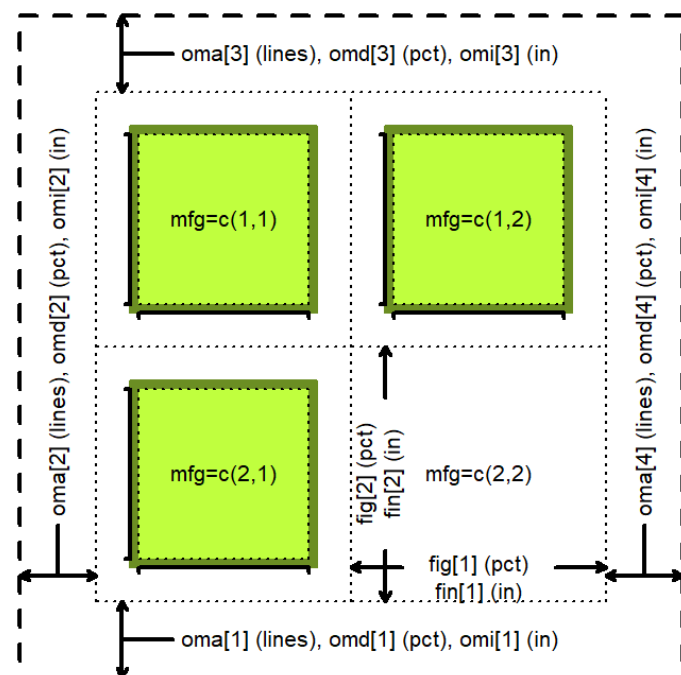 oma[3] (lines), omd[3] (pct), omi[3] (in)
oma[2] (lines), omd[2] (pct), omi[2] (in)
mfg=c(1,1)
mfg=c(1,2)
oma[4] (lines), omd[4] (pct), omi[4] (in)
mfg=c(2,1)
fig[2] (pct)
fin[2] (in)
mfg=c(2,2)
fig[1] (pct)
fin[1] (in)
oma[1] (lines), omd[1] (pct), omi[1] (in)